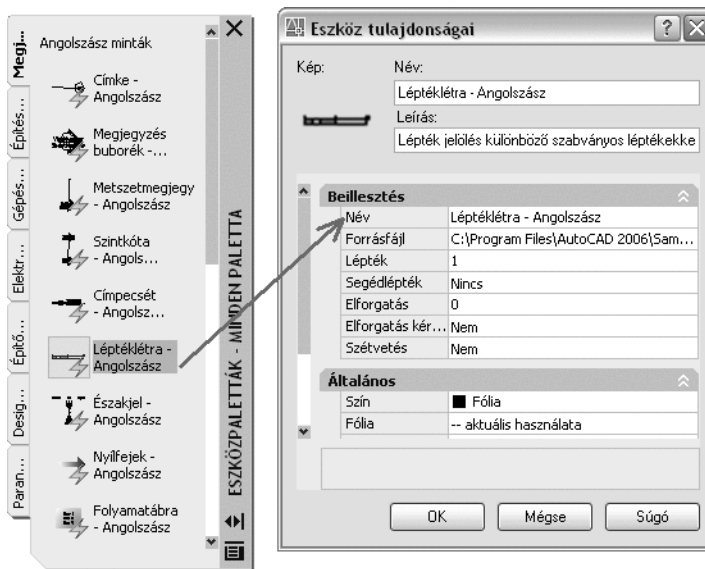 Angolszász minták
Címke -
Angolszász
Megjegyzés
buborék -...
Metszetmegjegy
- Angolszász
Szintkóta
- Angols...
Címpecsét
- Angolsz...
Léptéklétra -
Angolszász
Északjel -
Angolszász
Nyílfejek -
Angolszász
Folyamatábra
- Angolszász
Megj...
Építés...
Gépés...
Elektr...
Építő...
Desig...
Paran...
ESZKÖZPALETTÁK - MINDEN PALETTA
Eszköz tulajdonságai
Kép:
Név:
Léptéklétra - Angolszász
Leírás:
Lépték jelölés különböző szabványos léptékekke
Beillesztés
Név Léptéklétra - Angolszász
Forrásfájl C:\Program Files\AutoCAD 2006\Sam...
Lépték 1
Segédlépték Nincs
Elforgatás 0
Elforgatás kér... Nem
Szétvetés Nem
Általános
Szín Fólia
Fólia -- aktuális használata
OK Mégse Súgó